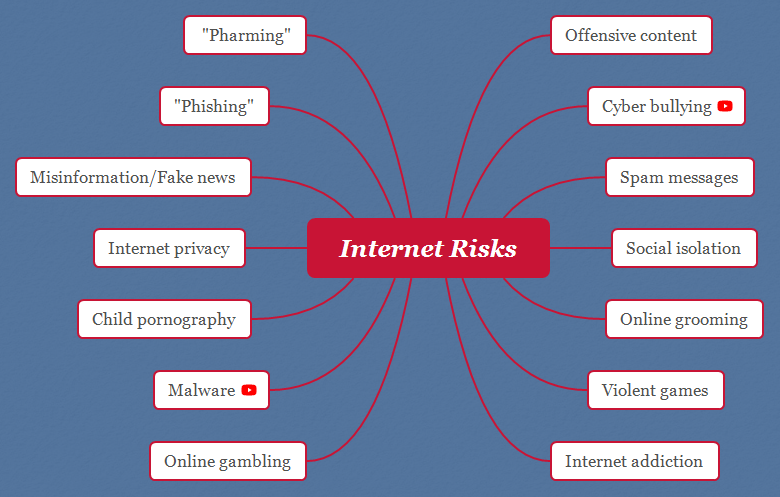 "Pharming"
"Phishing"
Misinformation/Fake news
Internet privacy
Child pornography
Malware
Online gambling
Internet Risks
Offensive content
Cyber bullying
Spam messages
Social isolation
Online grooming
Violent games
Internet addiction